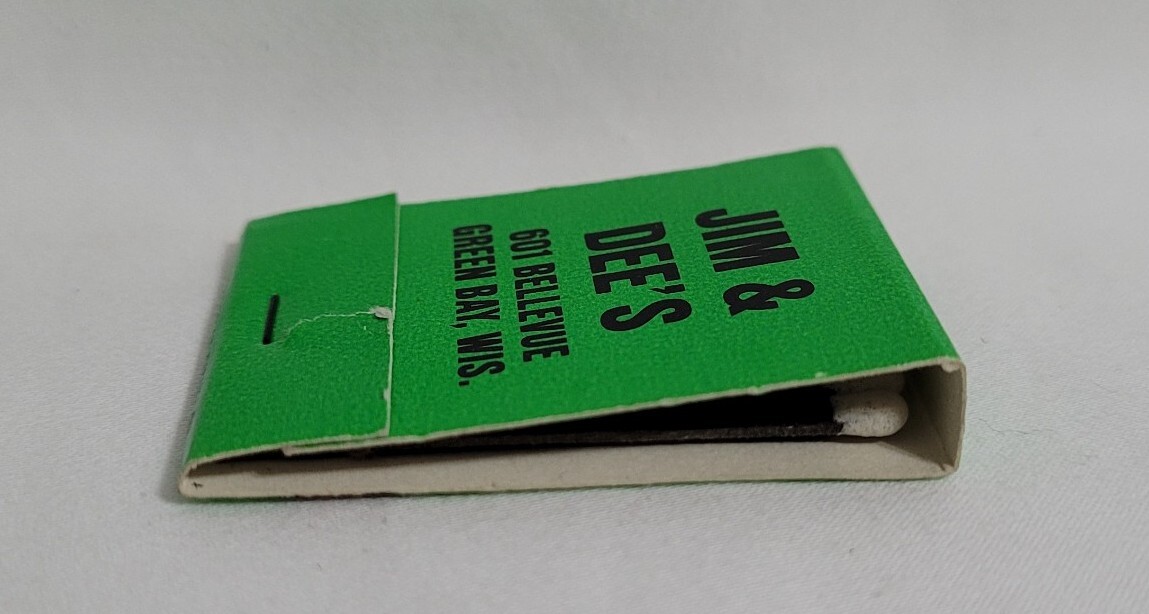 JIM &
DEE'S
601 BELLEVUE
GREEN BAY, WIS.